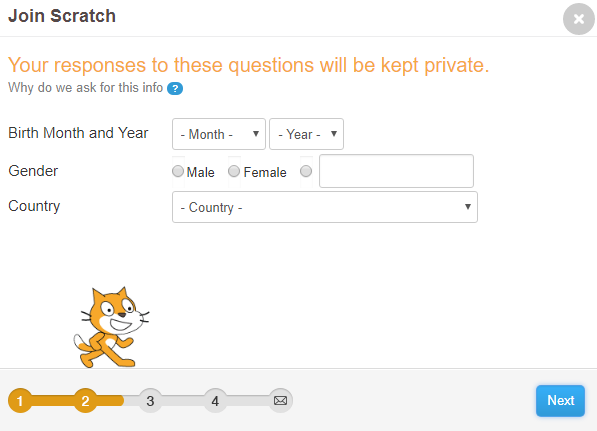 Join Scratch
Your responses to these questions will be kept private.
Why do we ask for this info ?
Birth Month and Year - Month - - Year -
Gender Male Female
Country - Country -
1 2 3 4 Next